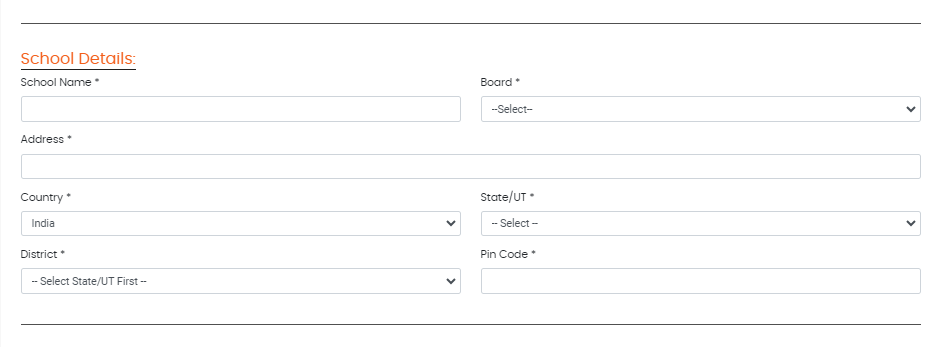 School Details:
School Name * Board *
--Select--
Address *
Country * State/UT *
India -- Select --
District * Pin Code *
-- Select State/UT First --